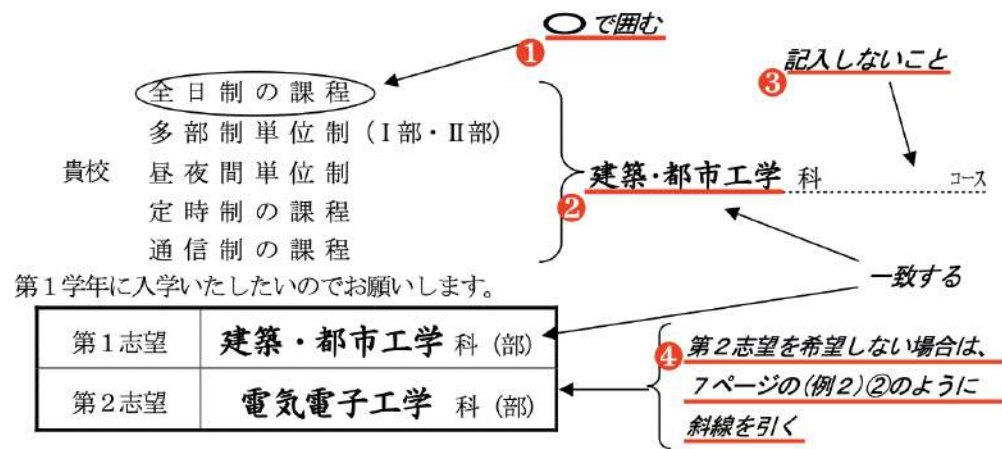 〇で囲む
❶
記入しないこと
❸
全日制の課程
多部制単位制(Ⅰ部・Ⅱ部)
貴校 昼夜間単位制
建築・都市工学 科 コース
❷
定時制の課程
通信制の課程
一致する
第1学年に入学いたしたいのでお願いします。
第1志望 建築・都市工学 科(部)
第2志望 電気電子工学 科(部)
❹ 第2志望を希望しない場合は、
7ページの(例2)②のように
斜線を引く